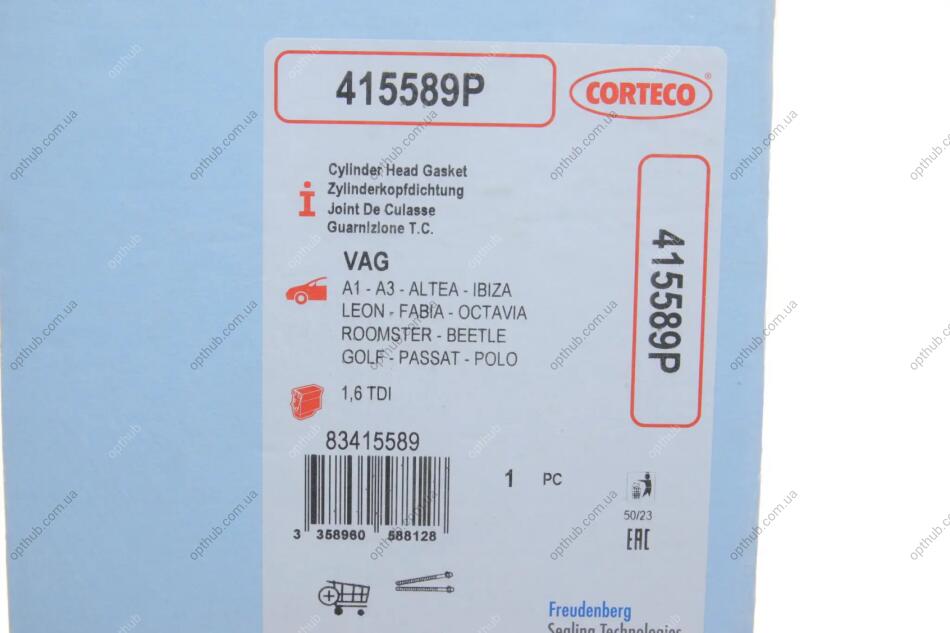 415589P
CORTECO
Cylinder Head Gasket
Zylinderkopfdichtung
Joint De Culasse
Guarnizione T.C.
VAG
A1 - A3 - ALTEA - IBIZA
LEON - FABIA - OCTAVIA
ROOMSTER - BEETLE
GOLF - PASSAT - POLO
1,6 TDI
83415589
3 358960 588128
1 PC
50/23
EAC
415589P
Freudenberg
Sealing Technologies
opthub.com.ua